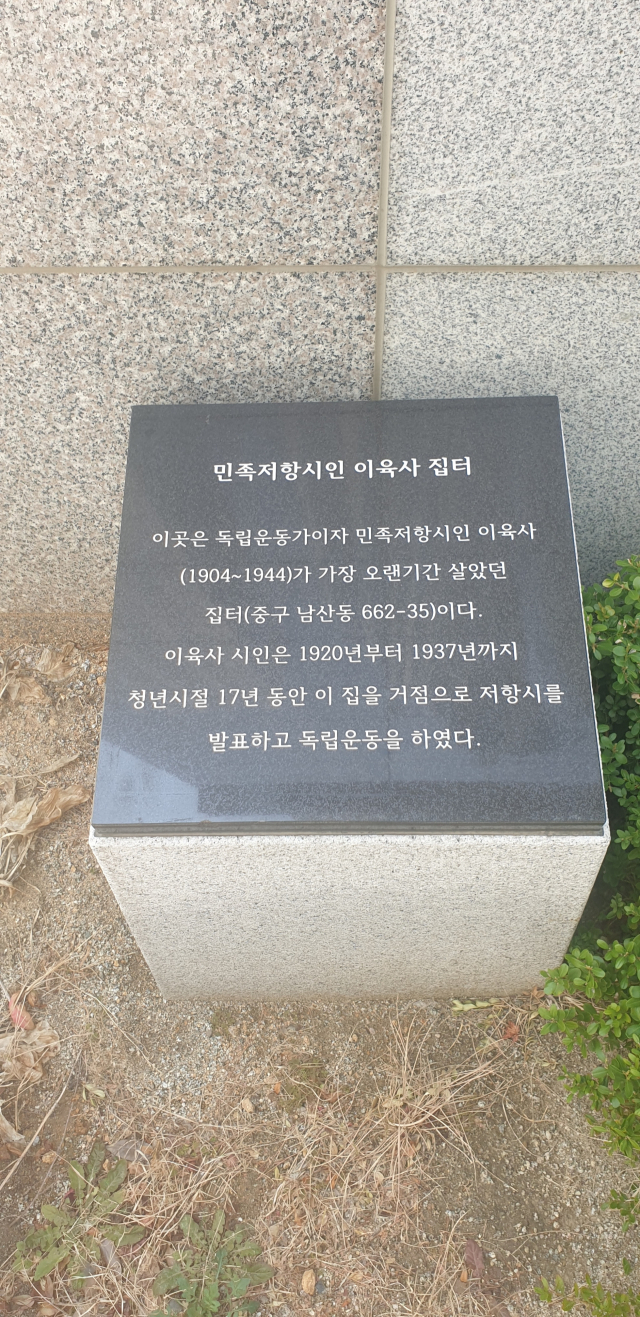 민족저항시인 이육사 집터
이곳은 독립운동가이자 민족저항시인 이육사
(1904~1944)가 가장 오랜기간 살았던
집터(중구 남산동 662-35)이다.
이육사 시인은 1920년부터 1937년까지
청년시절 17년 동안 이 집을 거점으로 저항시를
발표하고 독립운동을 하였다.